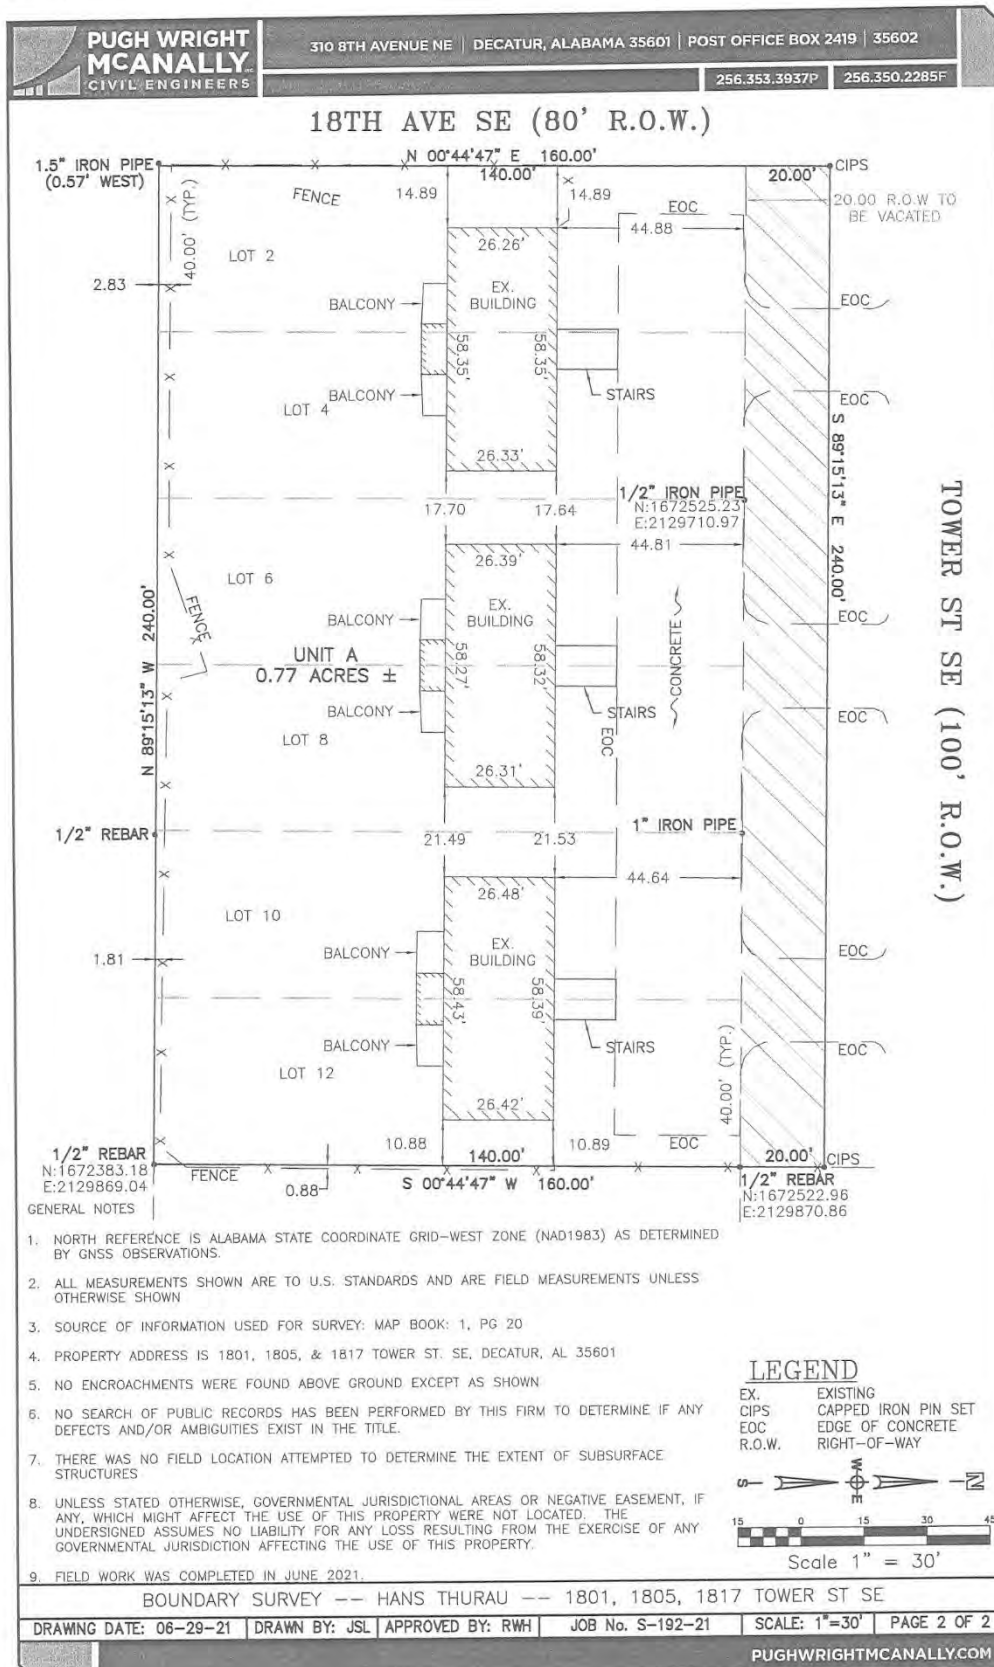 PUGH WRIGHT
MCANALLY
CIVIL ENGINEERS
310 8TH AVENUE NE | DECATUR, ALABAMA 35601 | POST OFFICE BOX 2419 | 35602
256.353.3937P
256.350.2285F
18TH AVE SE (80' R.O.W.)
N 00°44'47" E 160.00'
140.00'
20.00'
1.5" IRON PIPE
(0.57' WEST)
CIPS
20.00 R.O.W TO
BE VACATED
40.00' (TYP.)
FENCE
14.89
14.89
EOC
44.88
LOT 2
2.83
26.26'
EX.
BUILDING
BALCONY
58.35'
58.35'
EOC
BALCONY
STAIRS
LOT 4
EOC
26.33'
S 89°15'13" E 240.00'
1/2" IRON PIPE
N:1672525.23
E:2129710.97
17.70
17.64
44.81
26.39'
LOT 6
EX.
BUILDING
FENCE
BALCONY
EOC
CONCRETE
UNIT A
0.77 ACRES ±
58.27'
58.32'
BALCONY
STAIRS
EOC
EOC
LOT 8
N 89°15'13" W 240.00'
26.31'
TOWER ST SE (100' R.O.W.)
1/2" REBAR
21.49
21.53
1" IRON PIPE
44.64
26.48'
LOT 10
EX.
BUILDING
1.81
BALCONY
EOC
58.43'
58.39'
BALCONY
STAIRS
EOC
LOT 12
40.00' (TYP.)
26.42'
10.88
10.89
EOC
1/2" REBAR
N:1672383.18
E:2129869.04
FENCE
0.88
140.00'
S 00°44'47" W 160.00'
20.00'
CIPS
1/2" REBAR
N:1672522.96
E:2129870.86
GENERAL NOTES
1. NORTH REFERENCE IS ALABAMA STATE COORDINATE GRID-WEST ZONE (NAD1983) AS DETERMINED
BY GNSS OBSERVATIONS.
2. ALL MEASUREMENTS SHOWN ARE TO U.S. STANDARDS AND ARE FIELD MEASUREMENTS UNLESS
OTHERWISE SHOWN
3. SOURCE OF INFORMATION USED FOR SURVEY: MAP BOOK: 1, PG 20
4. PROPERTY ADDRESS IS 1801, 1805, & 1817 TOWER ST. SE, DECATUR, AL 35601
5. NO ENCROACHMENTS WERE FOUND ABOVE GROUND EXCEPT AS SHOWN
6. NO SEARCH OF PUBLIC RECORDS HAS BEEN PERFORMED BY THIS FIRM TO DETERMINE IF ANY
DEFECTS AND/OR AMBIGUITIES EXIST IN THE TITLE.
7. THERE WAS NO FIELD LOCATION ATTEMPTED TO DETERMINE THE EXTENT OF SUBSURFACE
STRUCTURES
8. UNLESS STATED OTHERWISE, GOVERNMENTAL JURISDICTIONAL AREAS OR NEGATIVE EASEMENT, IF
ANY, WHICH MIGHT AFFECT THE USE OF THIS PROPERTY WERE NOT LOCATED. THE
UNDERSIGNED ASSUMES NO LIABILITY FOR ANY LOSS RESULTING FROM THE EXERCISE OF ANY
GOVERNMENTAL JURISDICTION AFFECTING THE USE OF THIS PROPERTY.
9. FIELD WORK WAS COMPLETED IN JUNE 2021.
LEGEND
EX. EXISTING
CIPS CAPPED IRON PIN SET
EOC EDGE OF CONCRETE
R.O.W. RIGHT-OF-WAY
S W E N
15 0 15 30 45
Scale 1" = 30'
BOUNDARY SURVEY -- HANS THURAU -- 1801, 1805, 1817 TOWER ST SE
DRAWING DATE: 06-29-21 | DRAWN BY: JSL | APPROVED BY: RWH | JOB No. S-192-21 | SCALE: 1"=30' | PAGE 2 OF 2
PUGHWRIGHTMCANALLY.COM